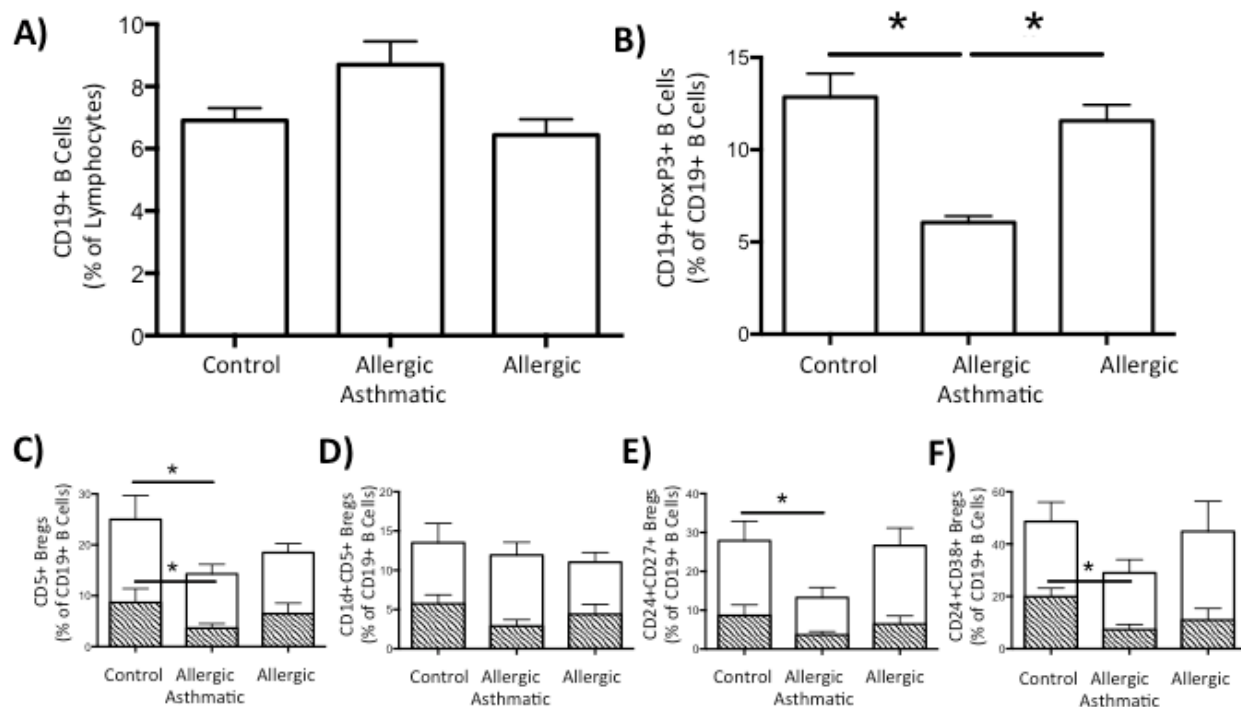 A)
CD19+ B Cells
(% of Lymphocytes)
10
8
6
4
2
0
Control
Allergic
Asthmatic
Allergic
B)
*
*
CD19+FoxP3+ B Cells
(% of CD19+ B Cells)
15
10
5
0
Control
Allergic
Asthmatic
Allergic
C)
*
*
CD5+ Bregs
(% of CD19+ B Cells)
30
20
10
0
Control
Allergic
Asthmatic
Allergic
D)
CD1d+CD5+ Bregs
(% of CD19+ B Cells)
20
15
10
5
0
Control
Allergic
Asthmatic
Allergic
E)
*
CD24+CD27+ Bregs
(% of CD19+ B Cells)
40
30
20
10
0
Control
Allergic
Asthmatic
Allergic
F)
*
CD24+CD38+ Bregs
(% of CD19+ B Cells)
60
40
20
0
Control
Allergic
Asthmatic
Allergic